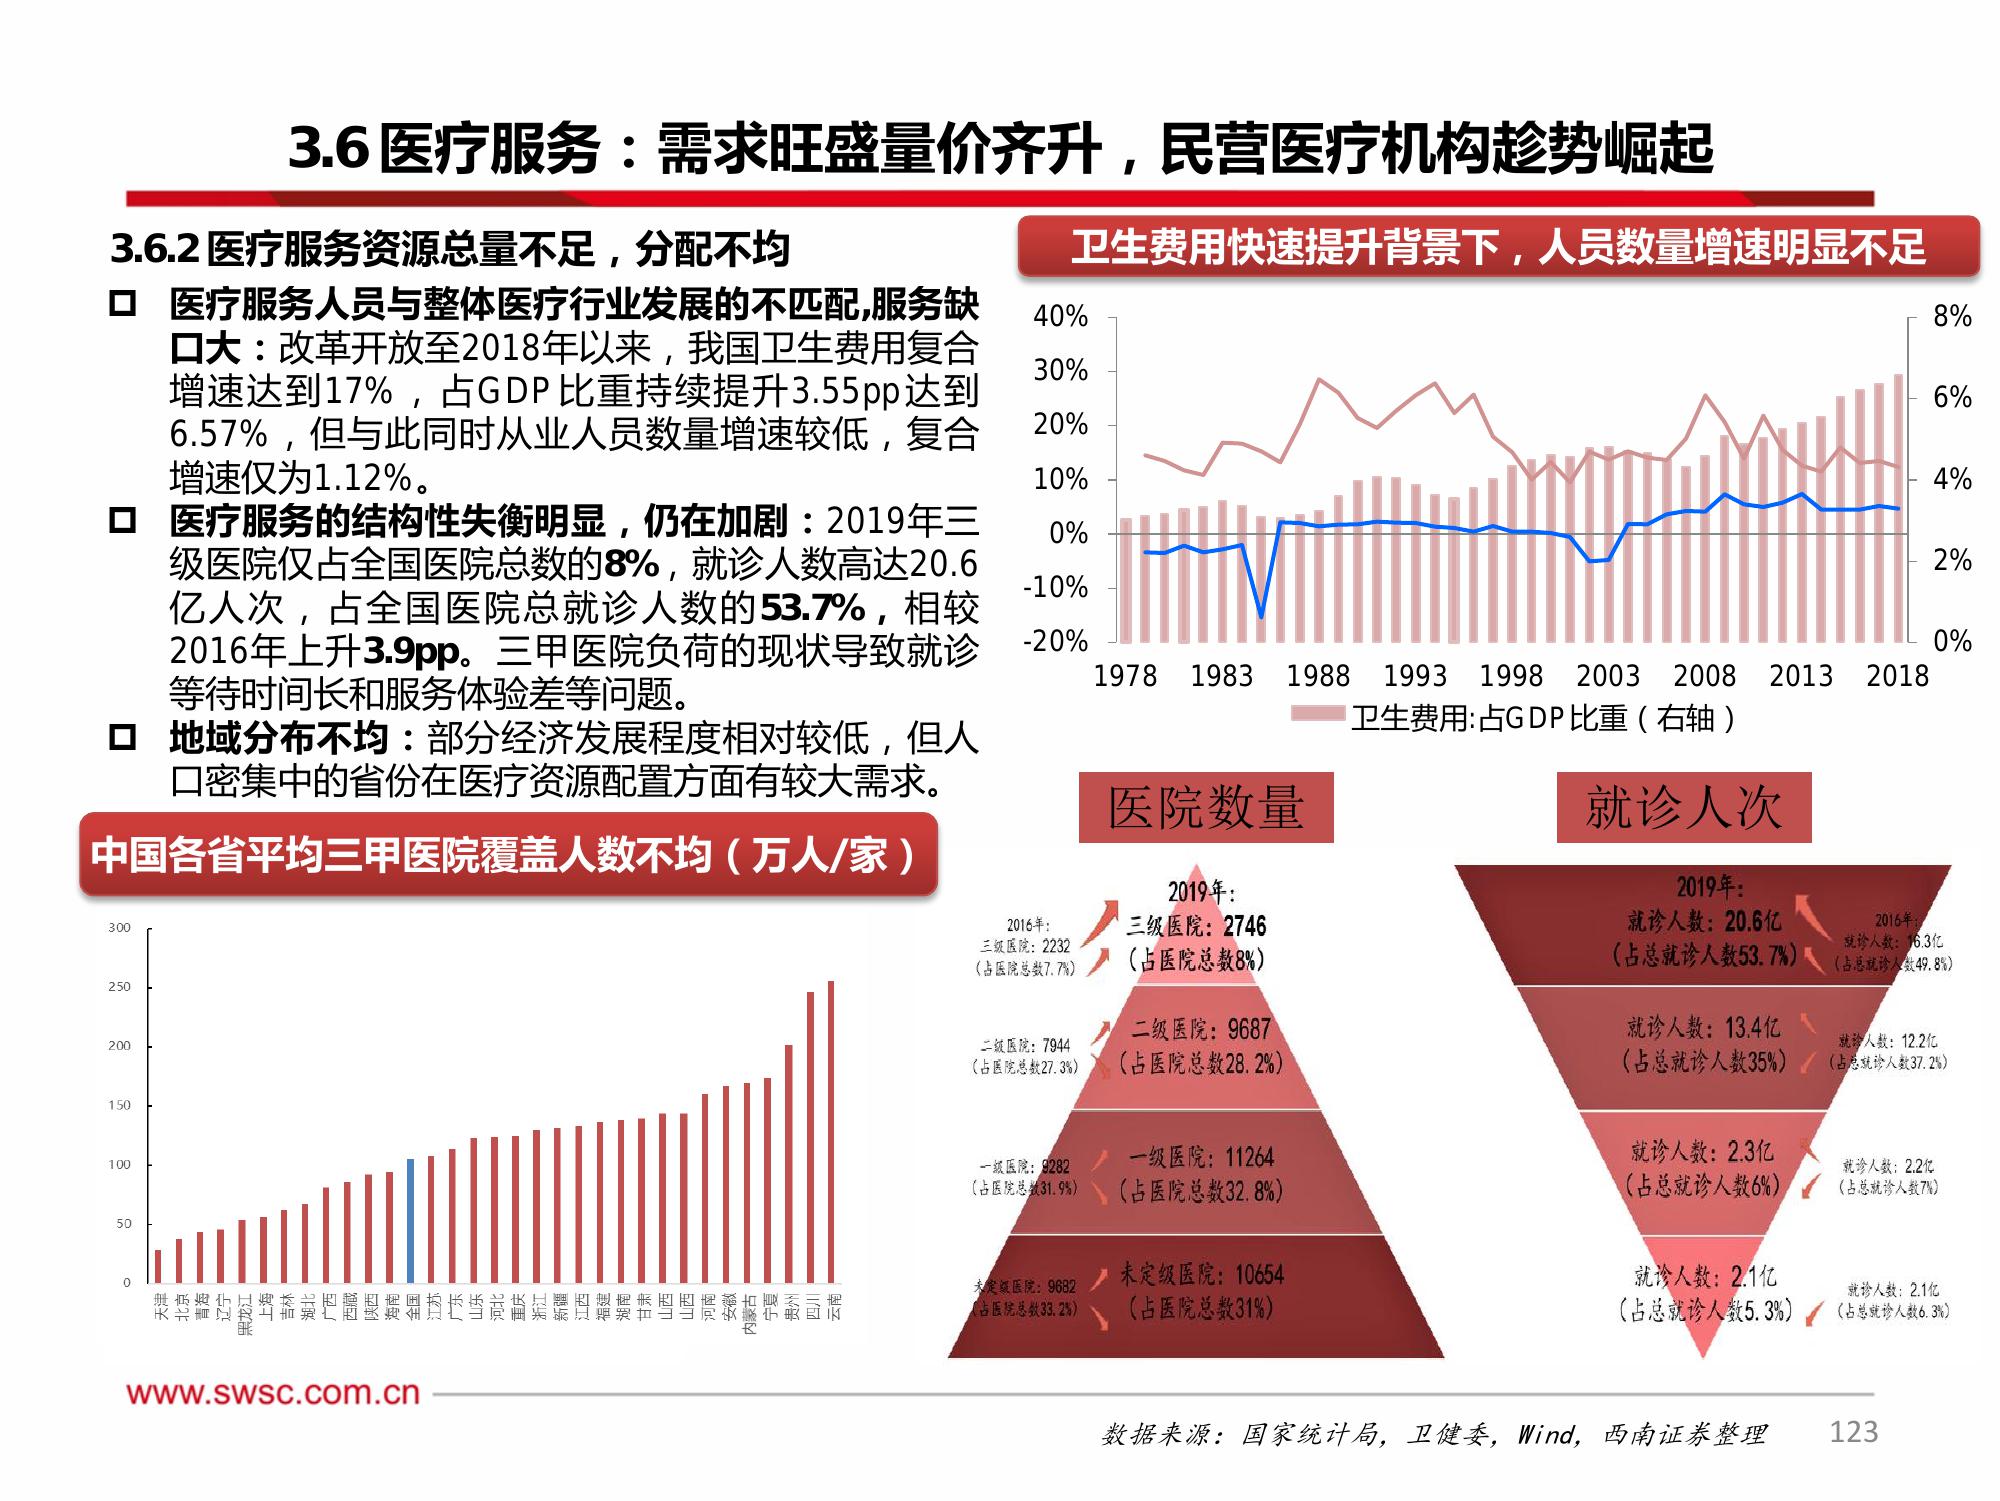 3.6 医疗服务：需求旺盛量价齐升，民营医疗机构趁势崛起
3.6.2 医疗服务资源总量不足，分配不均
医疗服务人员与整体医疗行业发展的不匹配,服务缺
口大：改革开放至2018年以来，我国卫生费用复合
增速达到17%，占GDP比重持续提升3.55pp达到
6.57%，但与此同时从业人员数量增速较低，复合
增速仅为1.12%。
医疗服务的结构性失衡明显，仍在加剧：2019年三
级医院仅占全国医院总数的8%，就诊人数高达20.6
亿人次，占全国医院总就诊人数的53.7%，相较
2016年上升3.9pp。三甲医院负荷的现状导致就诊
等待时间长和服务体验差等问题。
地域分布不均：部分经济发展程度相对较低，但人
口密集中的省份在医疗资源配置方面有较大需求。
卫生费用快速提升背景下，人员数量增速明显不足
40%
30%
20%
10%
0%
-10%
-20%
8%
6%
4%
2%
0%
1978 1983 1988 1993 1998 2003 2008 2013 2018
卫生费用:占GDP比重（右轴）
中国各省平均三甲医院覆盖人数不均（万人/家）
300
250
200
150
100
50
0
天津 北京 青海 辽宁 黑龙江 上海 吉林 湖北 广西 西藏 陕西 海南 全国 江苏 广东 山东 河北 重庆 浙江 新疆 江西 福建 湖南 甘肃 山西 山西 河南 安徽 内蒙古 宁夏 贵州 四川 云南
医院数量
2019年：
三级医院：2746
（占医院总数8%）
2016年：
三级医院：2232
（占医院总数7.7%）
二级医院：9687
（占医院总数28.2%）
二级医院：7944
（占医院总数27.3%）
一级医院：11264
（占医院总数32.8%）
一级医院：9282
（占医院总数31.9%）
未定级医院：10654
（占医院总数31%）
未定级医院：9682
（占医院总数33.2%）
就诊人次
2019年：
就诊人数：20.6亿
（占总就诊人数53.7%）
2016年：
就诊人数：16.3亿
（占总就诊人数49.8%）
就诊人数：13.4亿
（占总就诊人数35%）
就诊人数：12.2亿
（占总就诊人数37.2%）
就诊人数：2.3亿
（占总就诊人数6%）
就诊人数：2.2亿
（占总就诊人数7%）
就诊人数：2.1亿
（占总就诊人数5.3%）
就诊人数：2.1亿
（占总就诊人数6.3%）
www.swsc.com.cn
数据来源：国家统计局，卫健委，Wind，西南证券整理
123